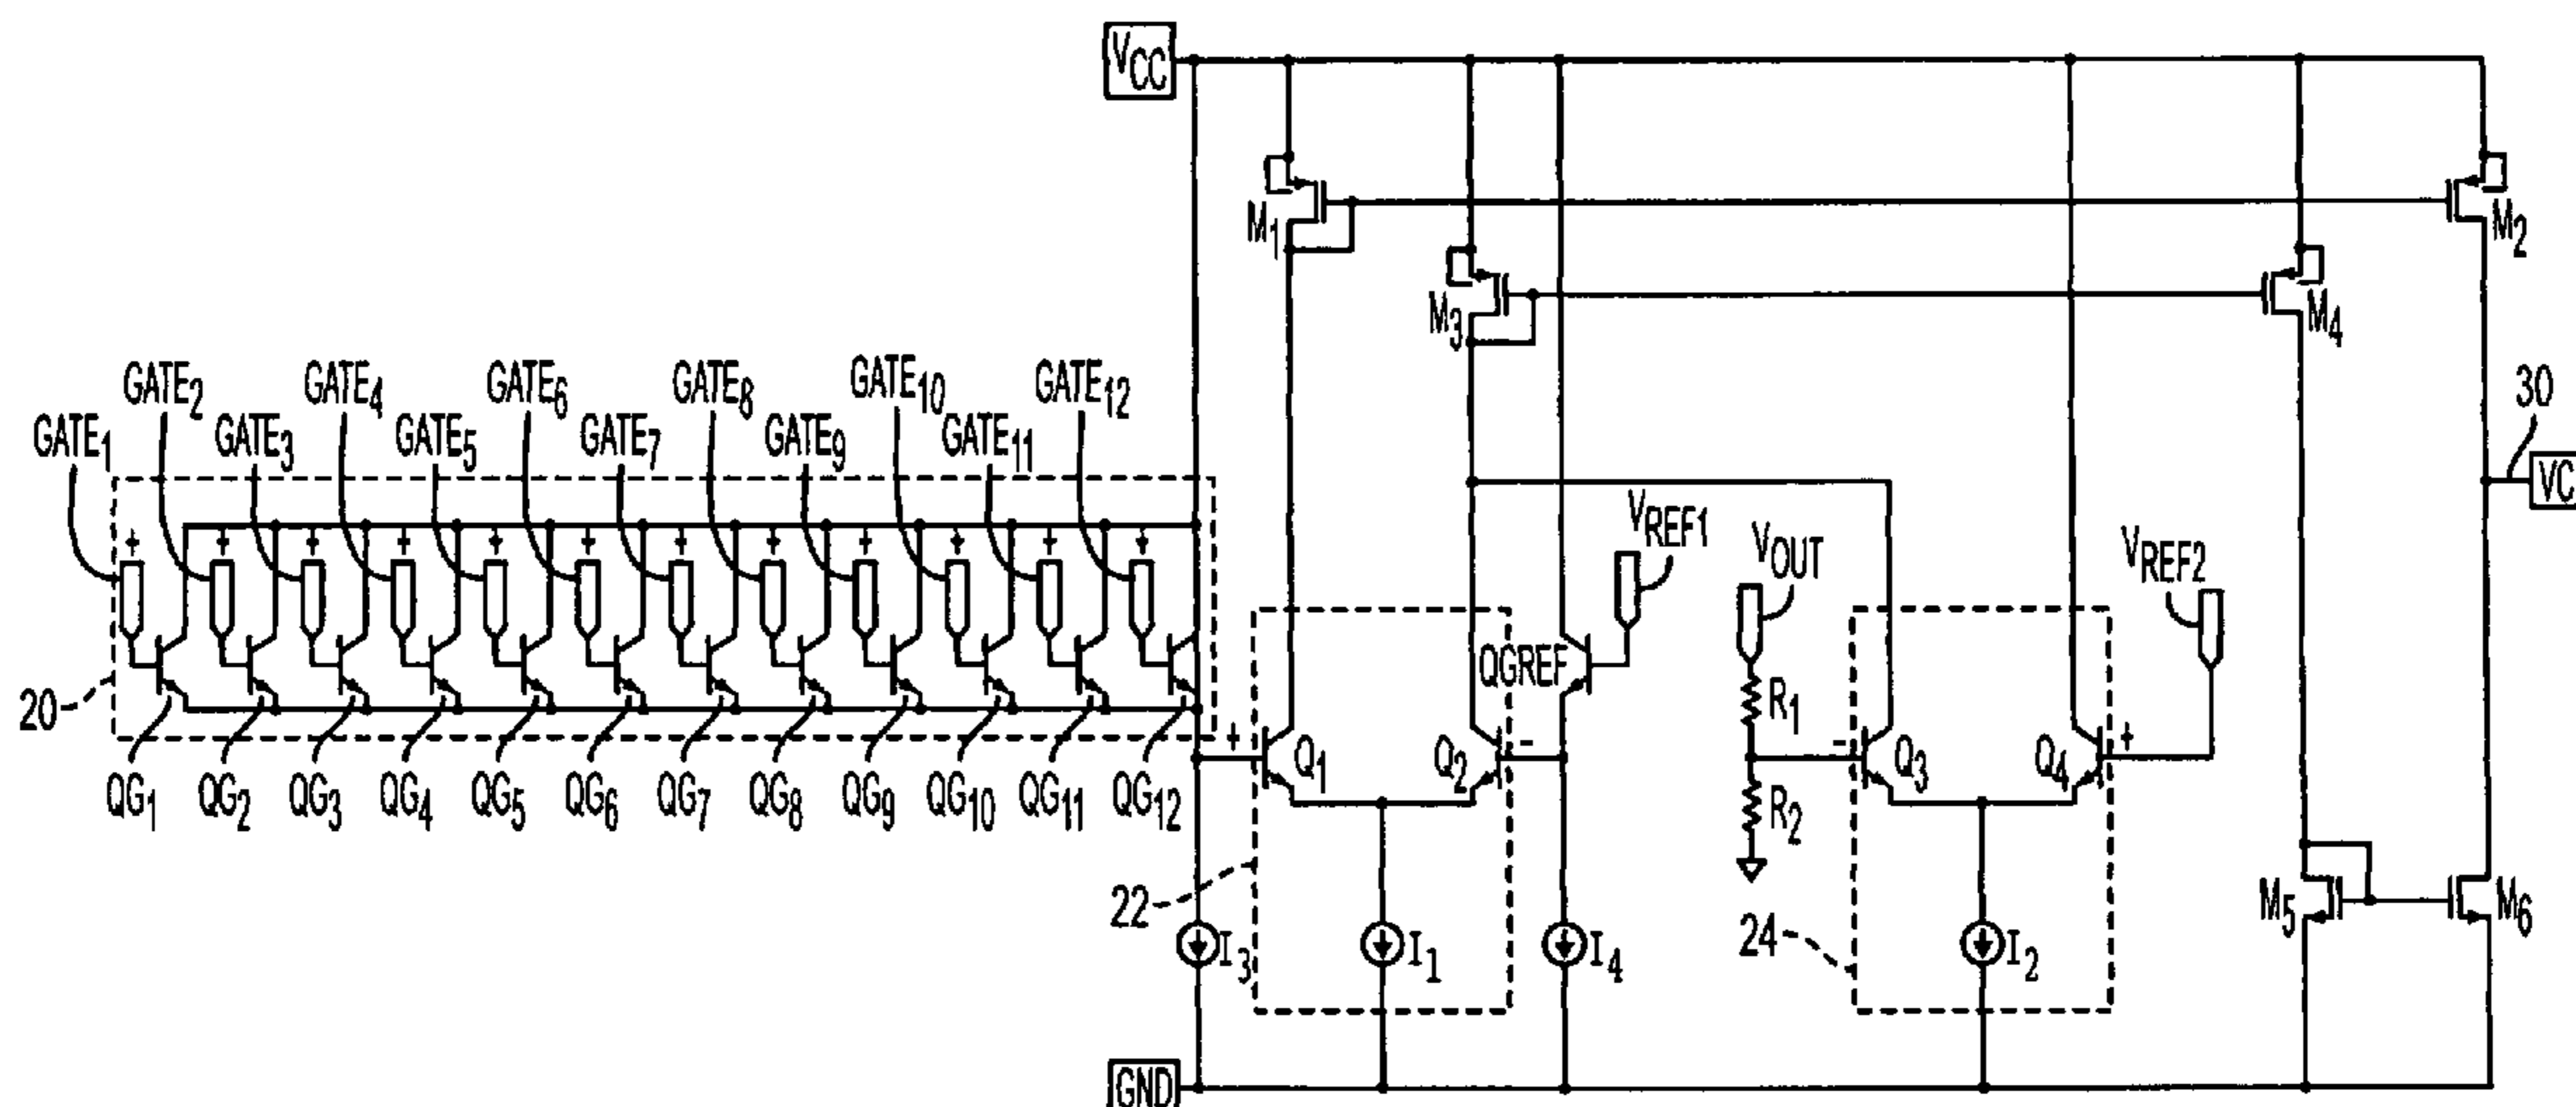 VCC
M1
M2
M3
M4
30
VC
GATE1
GATE2
GATE3
GATE4
GATE5
GATE6
GATE7
GATE8
GATE9
GATE10
GATE11
GATE12
+ + + + + + + + + + + +
20
QG1 QG2 QG3 QG4 QG5 QG6 QG7 QG8 QG9 QG10 QG11 QG12
VREF1
VOUT
VREF2
QGREF
R1
R2
+ Q1 Q2 -
- Q3 Q4 +
22
24
I3 I1 I4 I2
M5 M6
GND